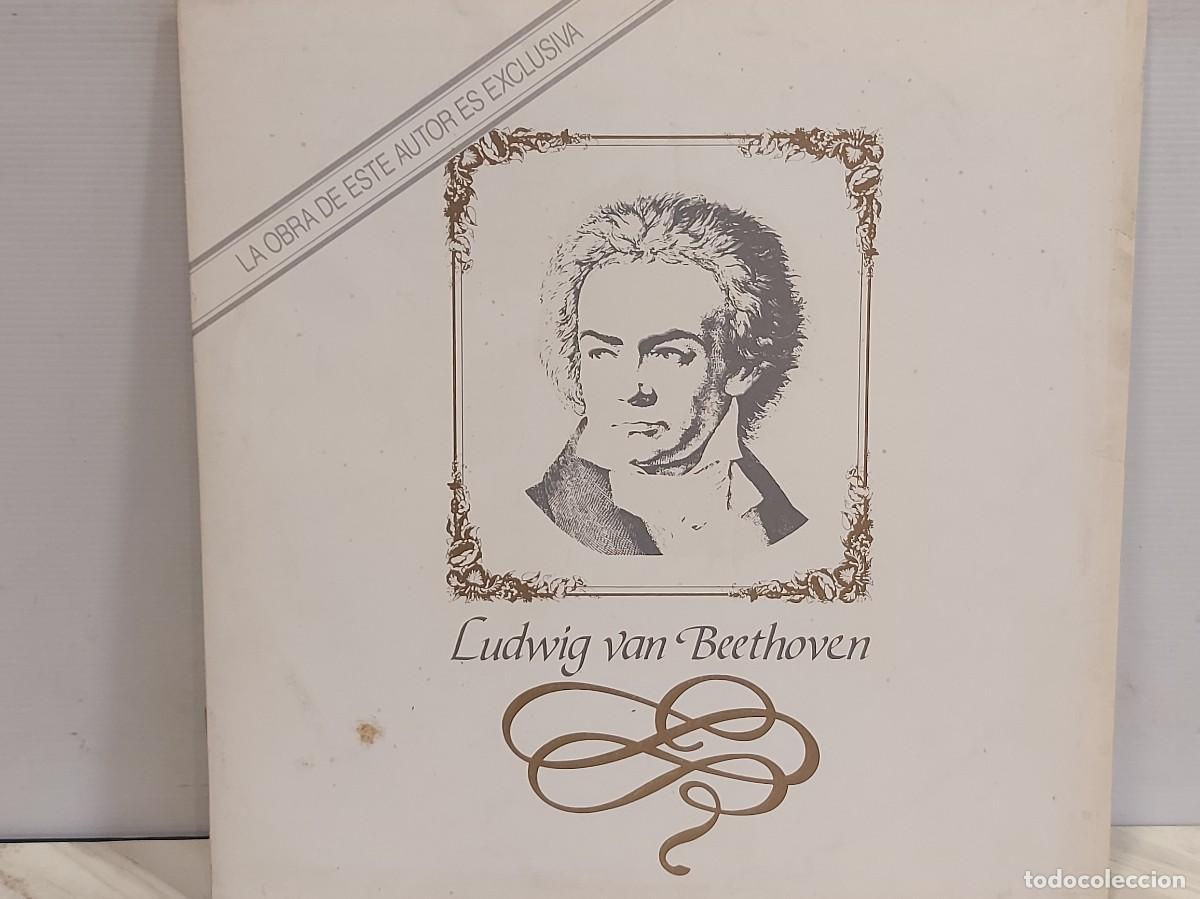 LA OBRA DE ESTE AUTOR ES EXCLUSIVA
Ludwig van Beethoven
todocoleccion